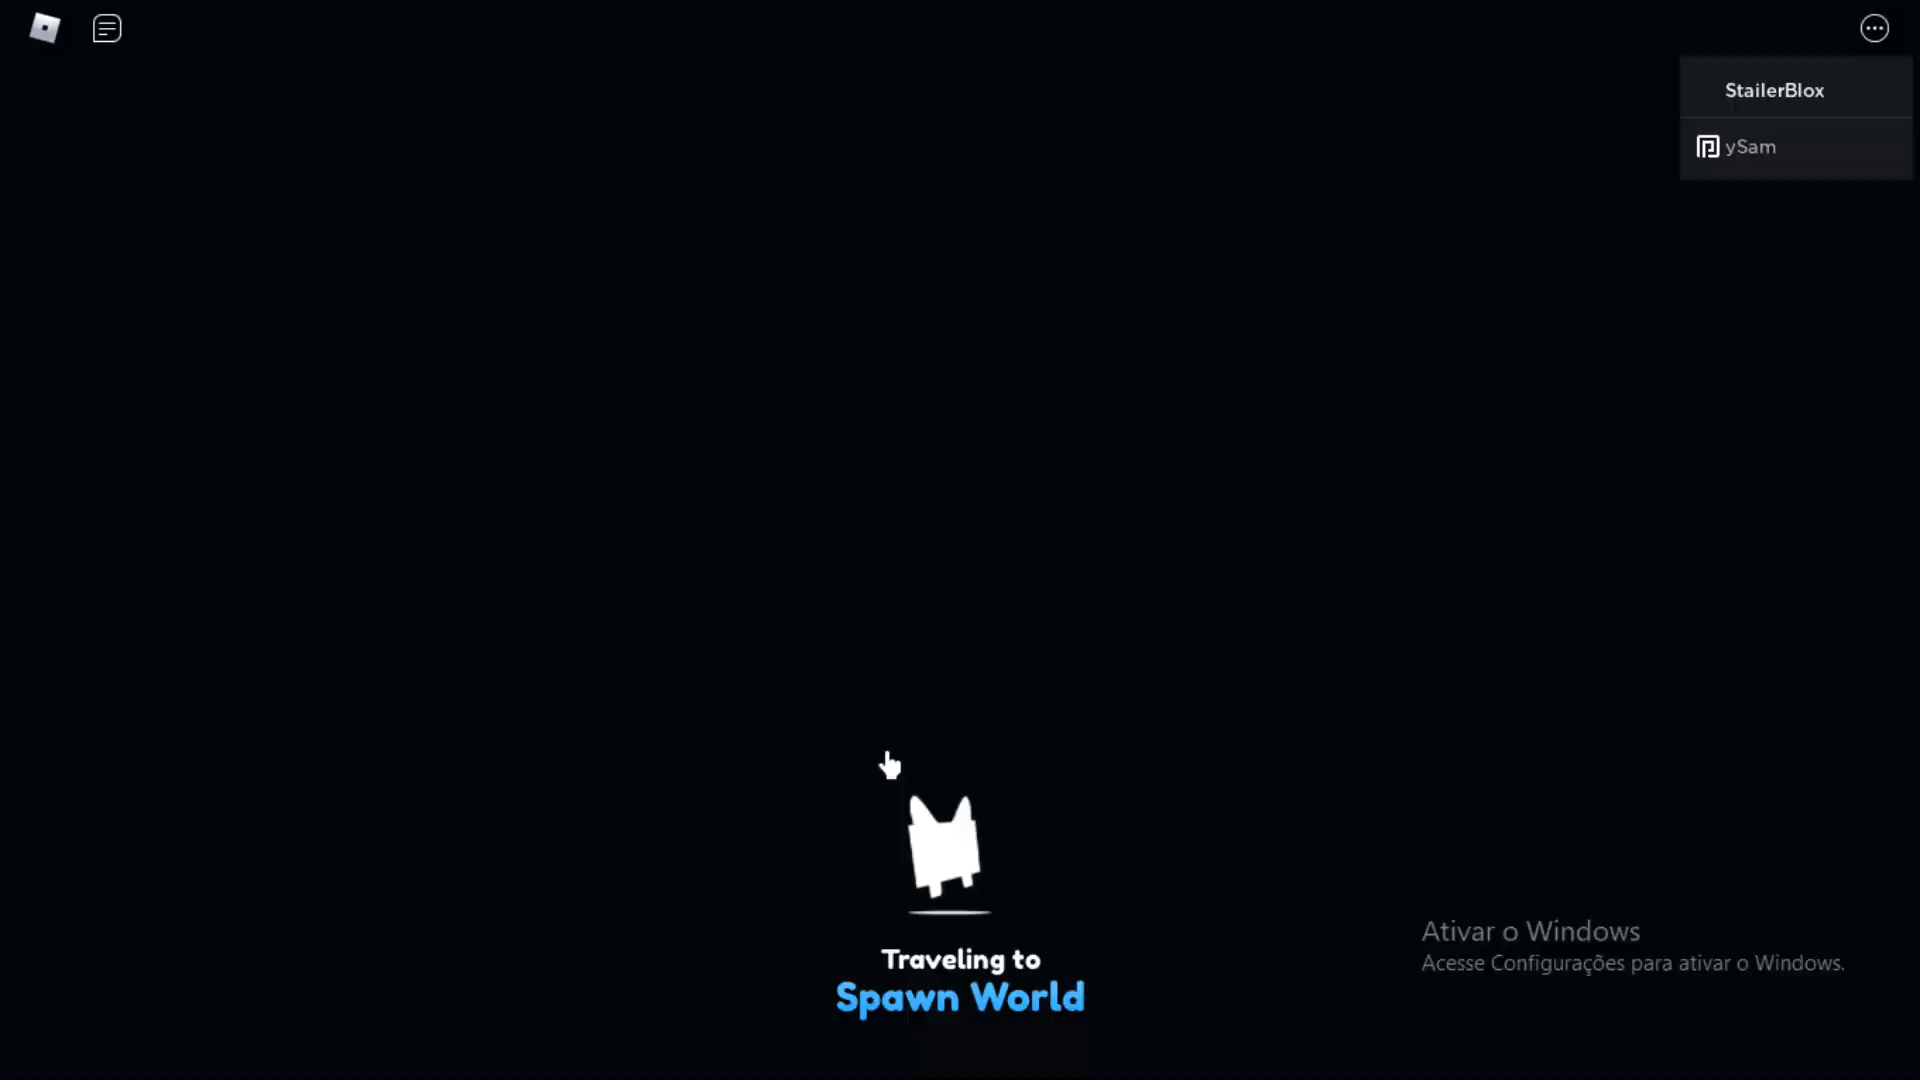 StailerBlox
ySam
Traveling to
Spawn World
Ativar o Windows
Acesse Configurações para ativar o Windows.